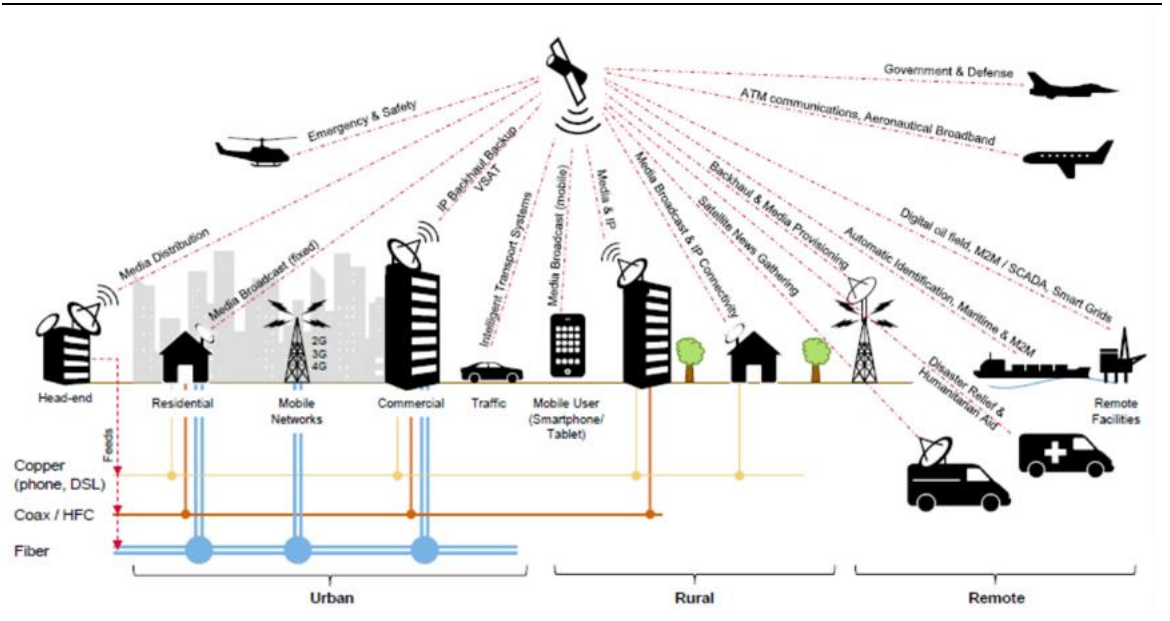 Government & Defense
ATM communications, Aeronautical Broadband
Emergency & Safety
IP Backhaul Backup
VSAT
Media Distribution
Media Broadcast (fixed)
Intelligent Transport Systems
Media Broadcast (mobile)
Media & IP
Media Broadcast & IP Connectivity
Satellite News Gathering
Backhaul & Media Provisioning
Automatic Identification, Maritime & M2M
Digital oil field, M2M / SCADA, Smart Grids
Disaster Relief &
Humanitarian Aid
2G
3G
4G
Head-end
Residential
Mobile
Networks
Commercial
Traffic
Mobile User
(Smartphone/
Tablet)
Remote
Facilities
Feeds
Copper
(phone, DSL)
Coax / HFC
Fiber
Urban
Rural
Remote